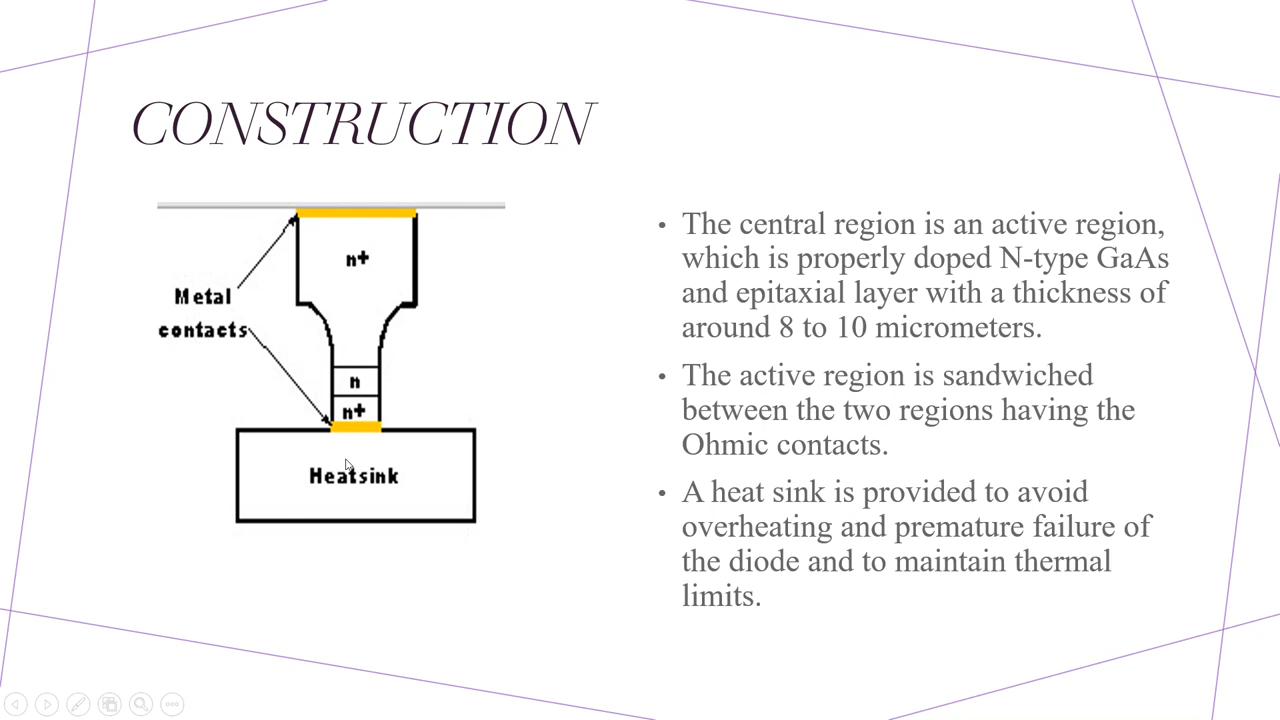 CONSTRUCTION
n+
Metal
contacts
n
n+
Heatsink
• The central region is an active region,
which is properly doped N-type GaAs
and epitaxial layer with a thickness of
around 8 to 10 micrometers.
• The active region is sandwiched
between the two regions having the
Ohmic contacts.
• A heat sink is provided to avoid
overheating and premature failure of
the diode and to maintain thermal
limits.